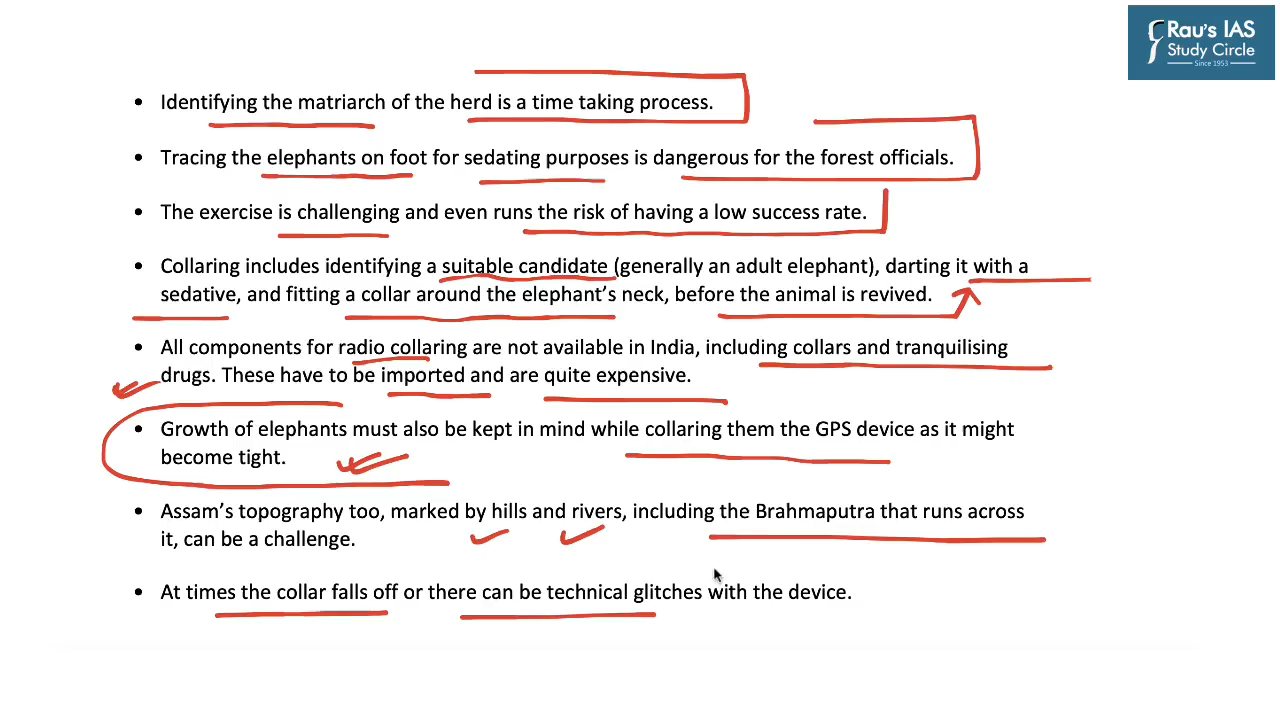 Rau's IAS
Study Circle
Since 1953
• Identifying the matriarch of the herd is a time taking process.
• Tracing the elephants on foot for sedating purposes is dangerous for the forest officials.
• The exercise is challenging and even runs the risk of having a low success rate.
• Collaring includes identifying a suitable candidate (generally an adult elephant), darting it with a
sedative, and fitting a collar around the elephant's neck, before the animal is revived.
• All components for radio collaring are not available in India, including collars and tranquilising
drugs. These have to be imported and are quite expensive.
• Growth of elephants must also be kept in mind while collaring them the GPS device as it might
become tight.
• Assam's topography too, marked by hills and rivers, including the Brahmaputra that runs across
it, can be a challenge.
• At times the collar falls off or there can be technical glitches with the device.